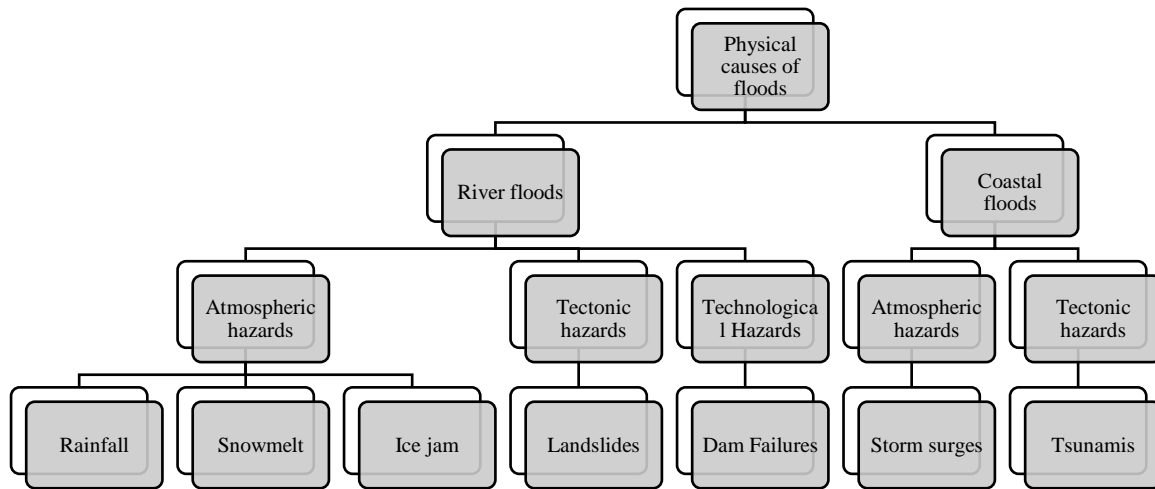 Physical
causes of
floods
River floods
Coastal
floods
Atmospheric
hazards
Tectonic
hazards
Technologica
l Hazards
Atmospheric
hazards
Tectonic
hazards
Rainfall
Snowmelt
Ice jam
Landslides
Dam Failures
Storm surges
Tsunamis